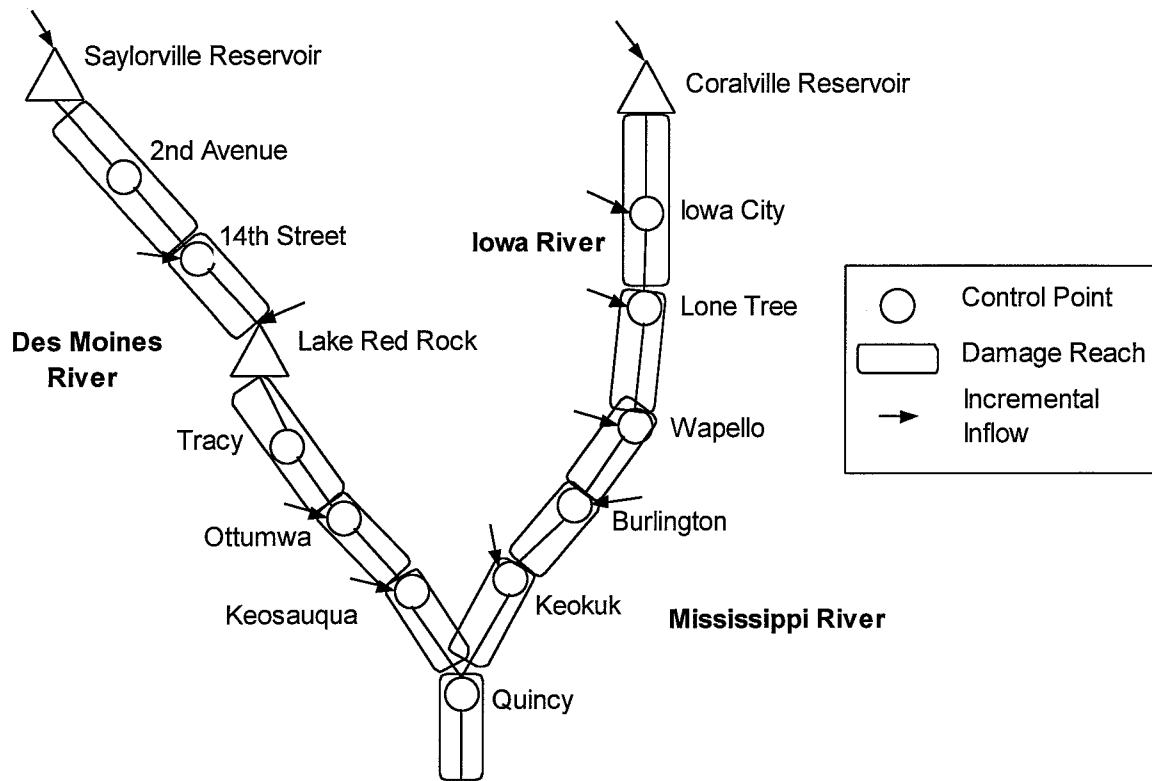 Saylorville Reservoir
Coralville Reservoir
2nd Avenue
Iowa City
14th Street
Iowa River
Control Point
Lone Tree
Des Moines
River
Lake Red Rock
Damage Reach
Incremental
Inflow
Tracy
Wapello
Ottumwa
Burlington
Keosauqua
Keokuk
Mississippi River
Quincy